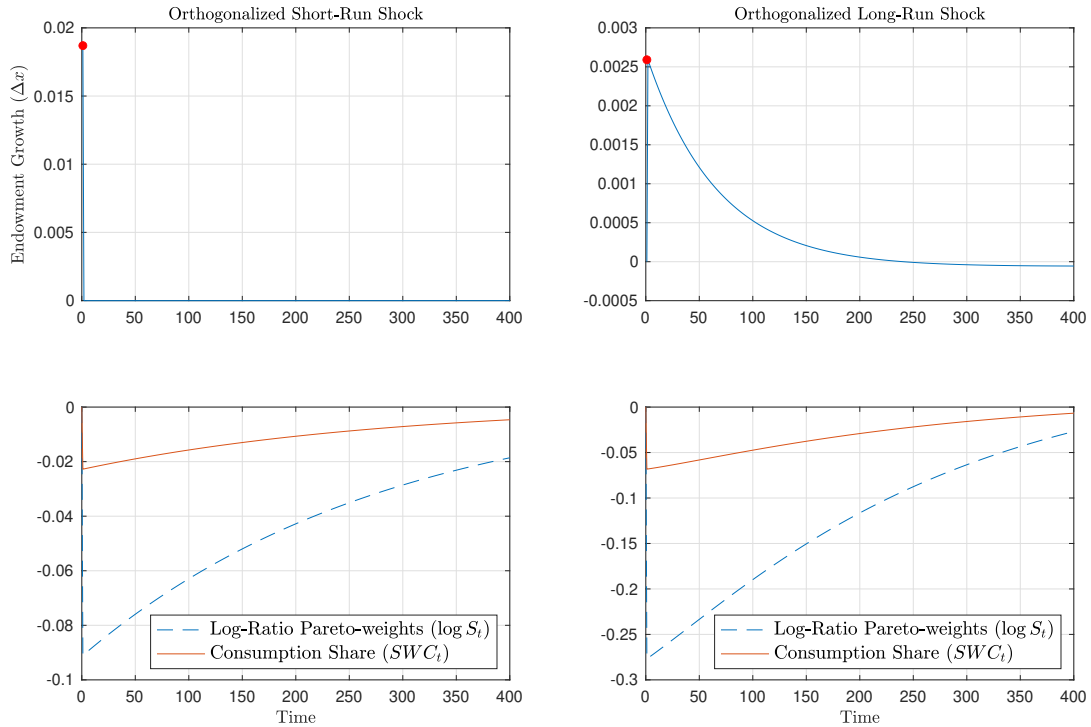 Orthogonalized Short-Run Shock
Endowment Growth (Δx)
0.02
0.015
0.01
0.005
0
0 50 100 150 200 250 300 350 400
Orthogonalized Long-Run Shock
0.003
0.0025
0.002
0.0015
0.001
0.0005
0
-0.0005
0 50 100 150 200 250 300 350 400
0
-0.02
-0.04
-0.06
-0.08
-0.1
Log-Ratio Pareto-weights (log S_t)
Consumption Share (SWC_t)
0 50 100 150 200 250 300 350 400
Time
0
-0.05
-0.1
-0.15
-0.2
-0.25
-0.3
Log-Ratio Pareto-weights (log S_t)
Consumption Share (SWC_t)
0 50 100 150 200 250 300 350 400
Time